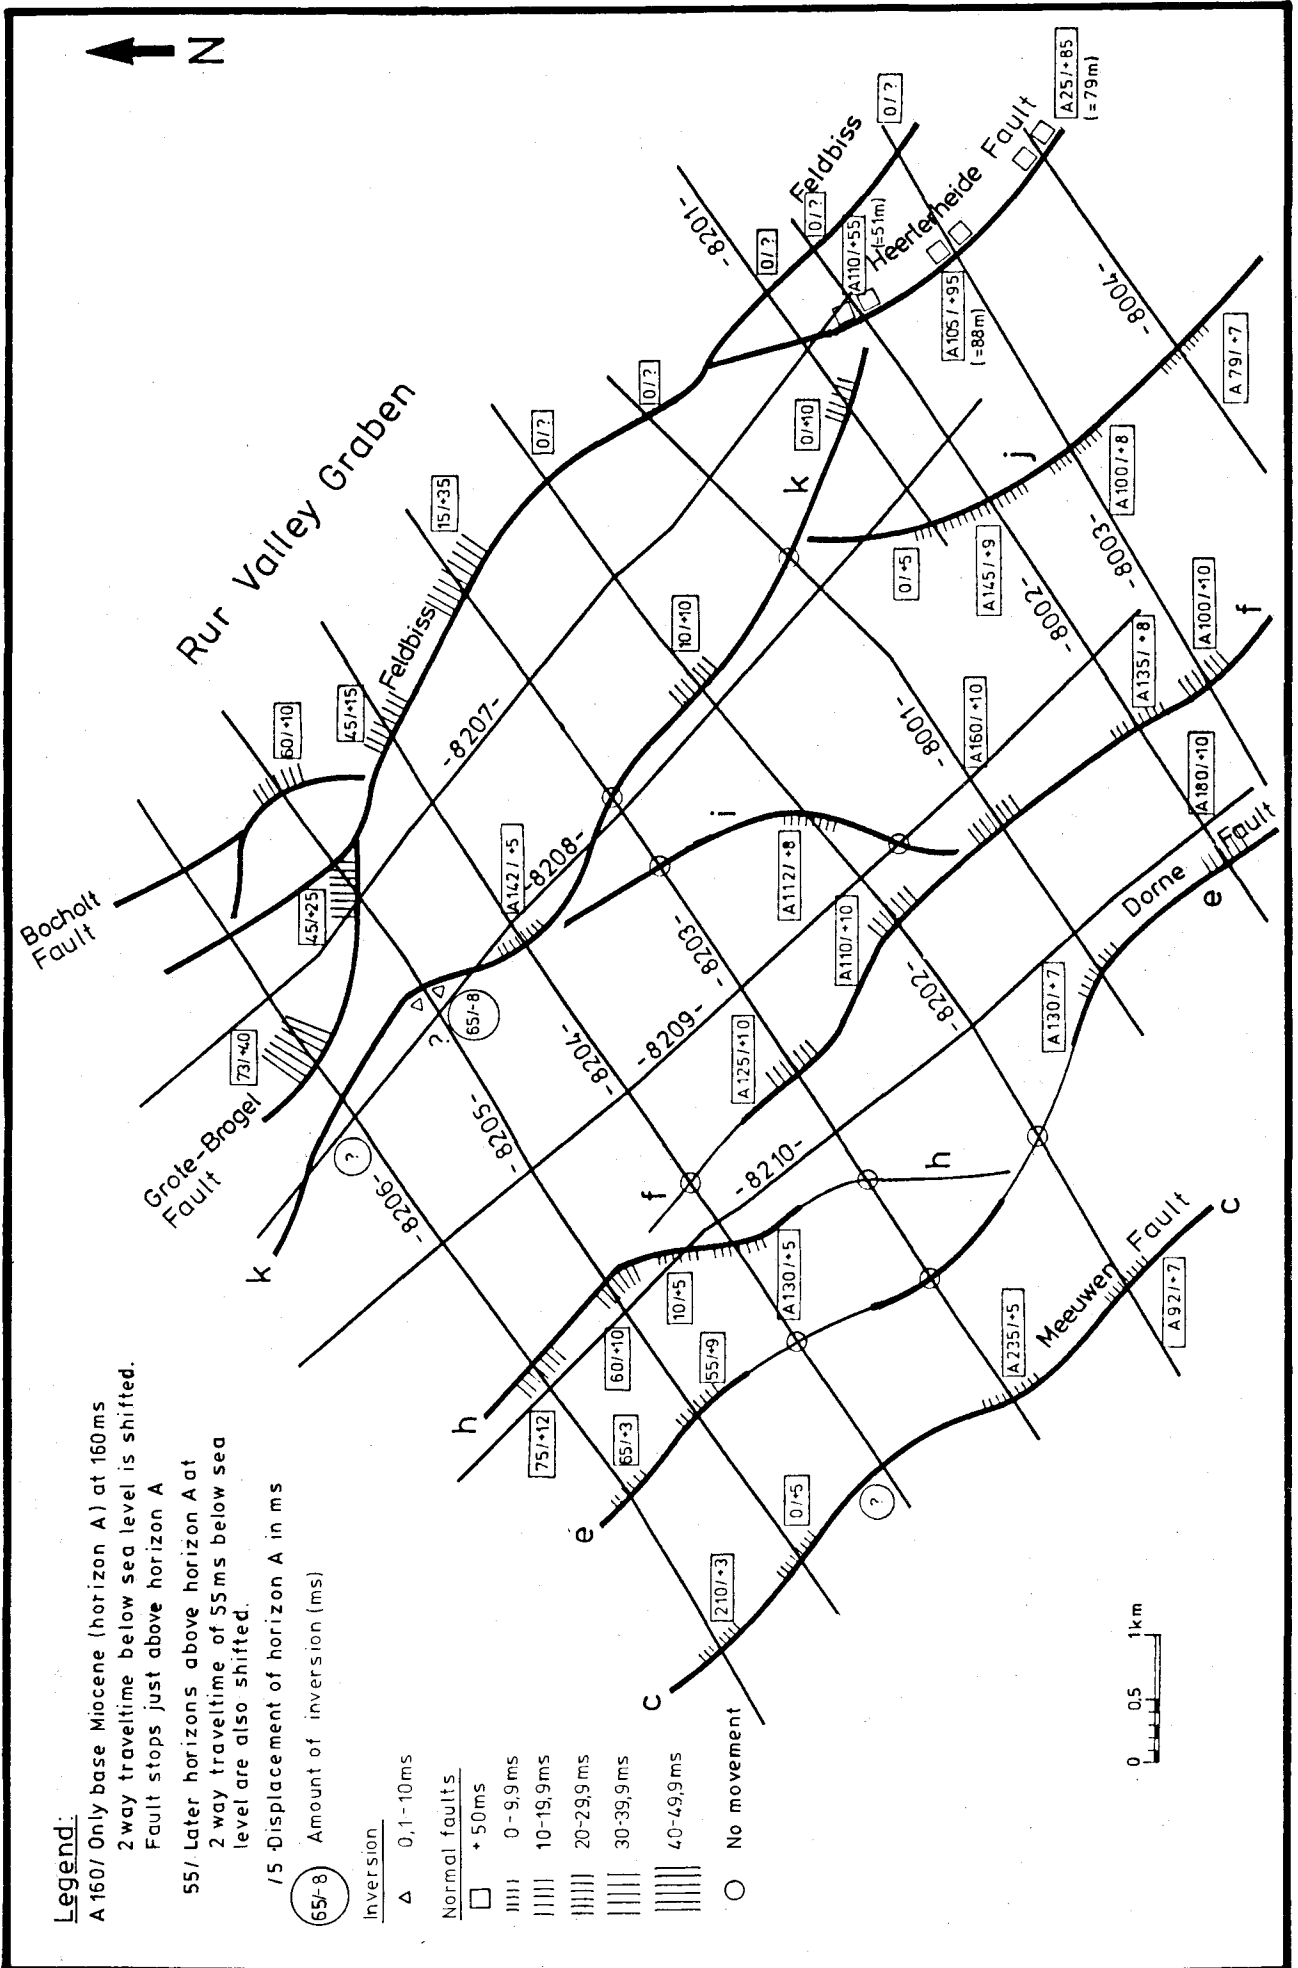 N
Legend:
A160/ Only base Miocene (horizon A) at 160ms
2 way traveltime below sea level is shifted.
Fault stops just above horizon A
55/ Later horizons above horizon A at
2 way traveltime of 55ms below sea
level are also shifted.
/5 Displacement of horizon A in ms
65/-8 Amount of inversion (ms)
Inversion
0,1-10ms
Normal faults
+50ms
0-9,9ms
10-19,9ms
20-29,9ms
30-39,9ms
40-49,9ms
No movement
0 0.5 1km
Rur Valley Graben
Bocholt
Fault
Grote-Brogel
Fault
Feldbiss
Feldbiss
Heerlerheide Fault
Dorne
Fault
Meeuwen Fault
-8201-
-8004-
-8003-
-8002-
-8001-
-8202-
-8203-
-8204-
-8205-
-8206-
-8207-
-8208-
-8209-
-8210-
73/+40
45/+25
60/+10
45/+15
15/+35
0/?
0/?
0/?
0/?
0/?
A110/+55
(=51m)
A105/+95
(=88m)
A25/+85
(=79m)
k
?
?
65/-8
A142/+5
10/+10
k
0/+10
j
0/+5
A145/+9
A100/+8
A79/+7
i
A112/+8
f
A125/+10
A110/+10
A160/+10
A135/+8
A100/+10
f
h
75/+12
60/+10
10/+5
A130/+5
h
e
65/+3
55/+9
A130/+7
A180/+10
e
c
210/+3
0/+5
?
A235/+5
A92/+7
c